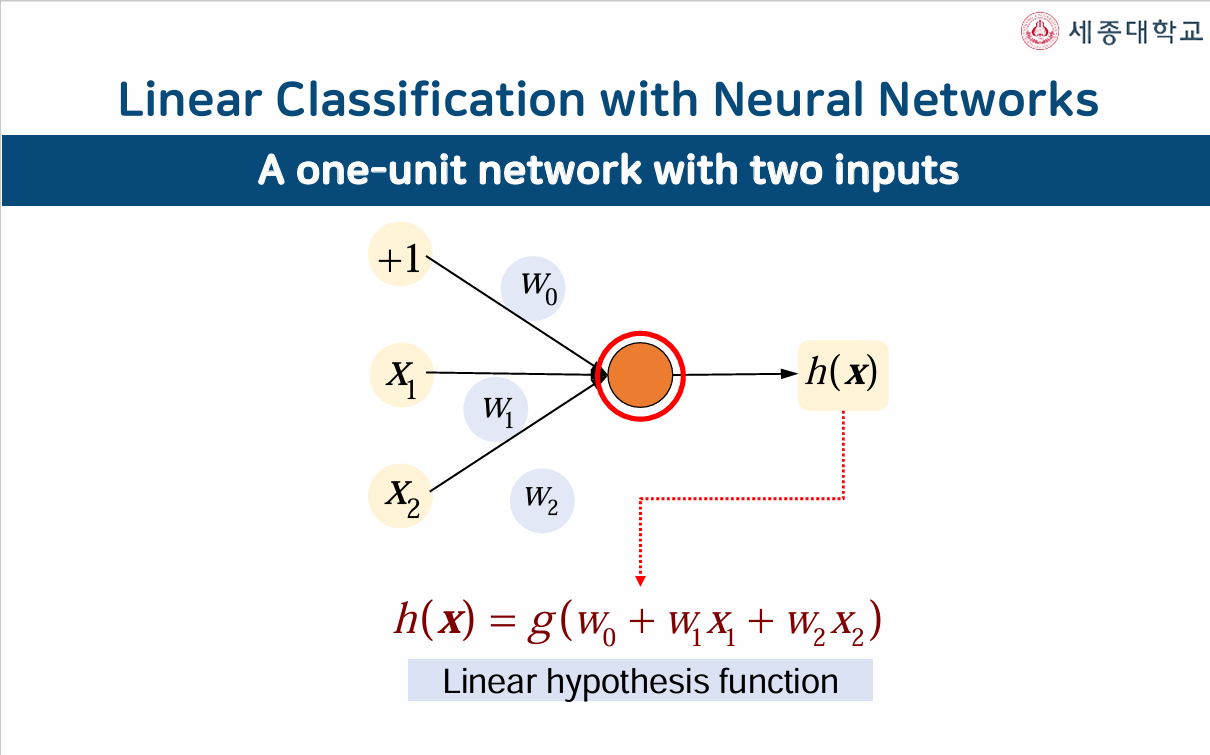 세종대학교
Linear Classification with Neural Networks
A one-unit network with two inputs
+1
w₀
x₁
w₁
h(x)
x₂
w₂
h(x) = g(w₀ + w₁x₁ + w₂x₂)
Linear hypothesis function